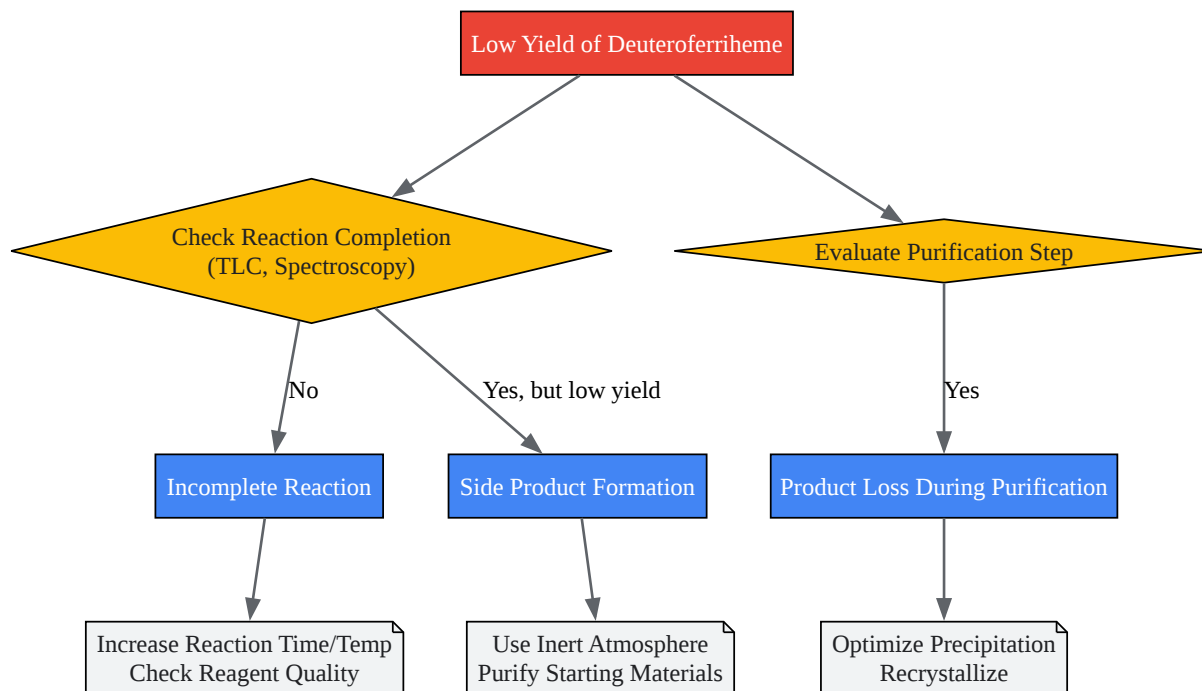 Low Yield of Deuteroferriheme
Check Reaction Completion
(TLC, Spectroscopy)
Evaluate Purification Step
No
Yes, but low yield
Yes
Incomplete Reaction
Side Product Formation
Product Loss During Purification
Increase Reaction Time/Temp
Check Reagent Quality
Use Inert Atmosphere
Purify Starting Materials
Optimize Precipitation
Recrystallize